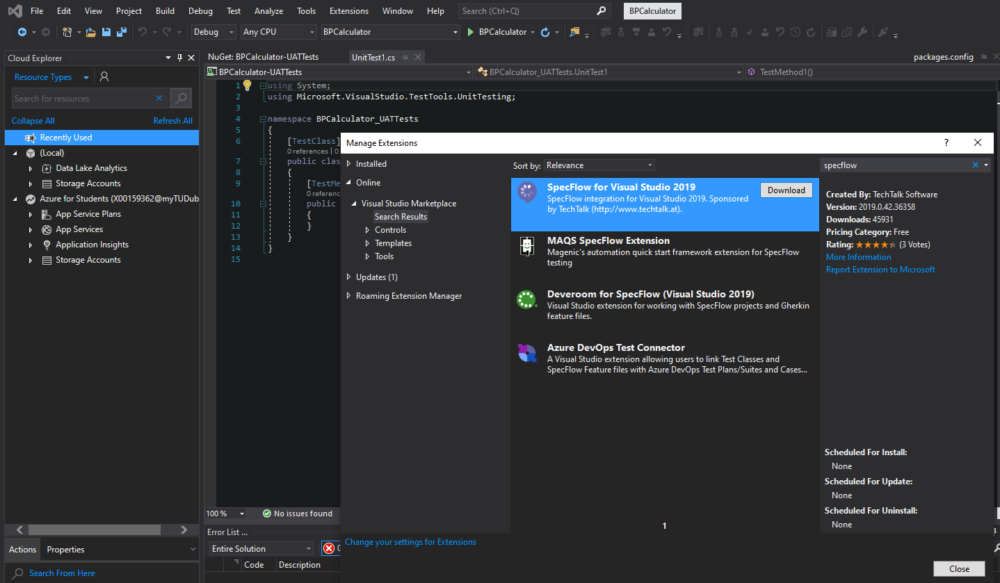 File Edit View Project Build Debug Test Analyze Tools Extensions Window Help Search (Ctrl+Q) BPCalculator
Debug Any CPU BPCalculator BPCalculator
Cloud Explorer
Resource Types
Search for resources
Collapse All Refresh All
Recently Used
(Local)
Data Lake Analytics
Storage Accounts
Azure for Students (X00159362@myTUDub
App Service Plans
App Services
Application Insights
Storage Accounts
Actions Properties
Search From Here
NuGet: BPCalculator-UATTests UnitTest1.cs packages.config
BPCalculator-UATTests BPCalculator_UATTests.UnitTest1 TestMethod1()
1 using System;
2 using Microsoft.VisualStudio.TestTools.UnitTesting;
3
4 namespace BPCalculator_UATTests
5 {
6 [TestClass]
0 references | 0
7 public clas
8 {
9 [TestMe
0 referenc
10 public
11 {
12 }
13 }
14 }
15
100 % No issues found
Error List ...
Entire Solution 0
Code Description
Manage Extensions ?
Installed
Online
Visual Studio Marketplace
Search Results
Controls
Templates
Tools
Updates (1)
Roaming Extension Manager
Change your settings for Extensions
Sort by: Relevance
SpecFlow for Visual Studio 2019 Download
SpecFlow integration for Visual Studio 2019. Sponsored
by TechTalk (http://www.techtalk.at).
MAQS SpecFlow Extension
Magenic's automation quick start framework extension for SpecFlow
testing
Deveroom for SpecFlow (Visual Studio 2019)
Visual Studio extension for working with SpecFlow projects and Gherkin
feature files.
Azure DevOps Test Connector
A Visual Studio extension allowing users to link Test Classes and
SpecFlow Feature files with Azure DevOps Test Plans/Suites and Cases...
1
specflow
Created By: TechTalk Software
Version: 2019.0.42.36358
Downloads: 45931
Pricing Category: Free
Rating: (3 Votes)
More Information
Report Extension to Microsoft
Scheduled For Install:
None
Scheduled For Update:
None
Scheduled For Uninstall:
None
Close